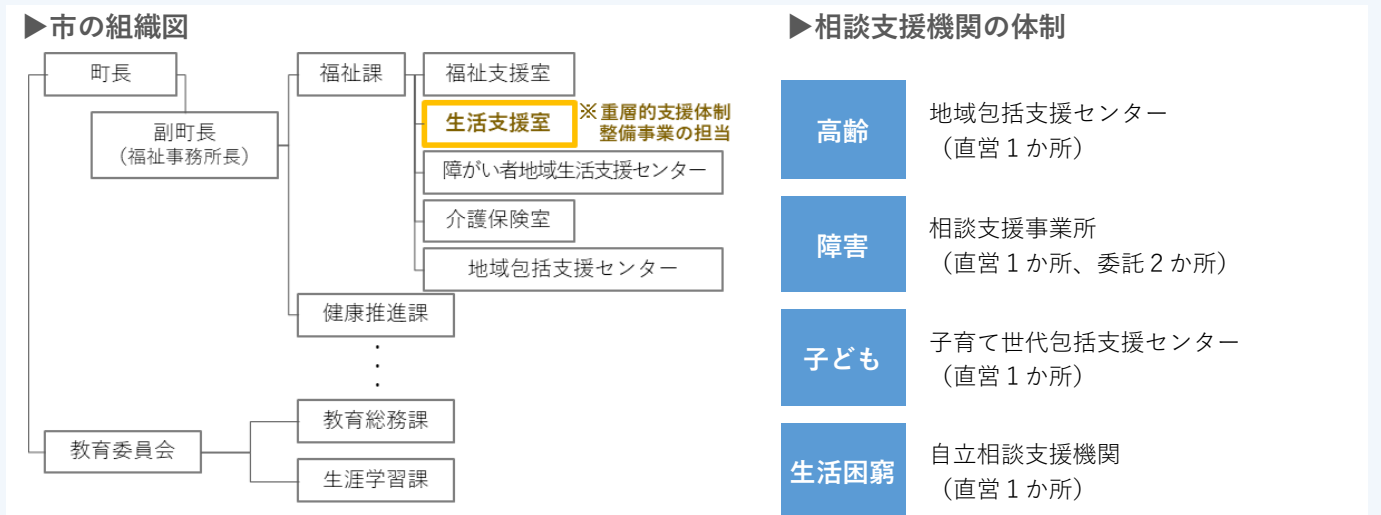 ▶市の組織図
町長
副町長
（福祉事務所長）
福祉課
福祉支援室
生活支援室
※重層的支援体制
整備事業の担当
障がい者地域生活支援センター
介護保険室
地域包括支援センター
健康推進課
・
・
・
教育委員会
教育総務課
生涯学習課
▶相談支援機関の体制
高齢
地域包括支援センター
（直営１か所）
障害
相談支援事業所
（直営１か所、委託２か所）
子ども
子育て世代包括支援センター
（直営１か所）
生活困窮
自立相談支援機関
（直営１か所）